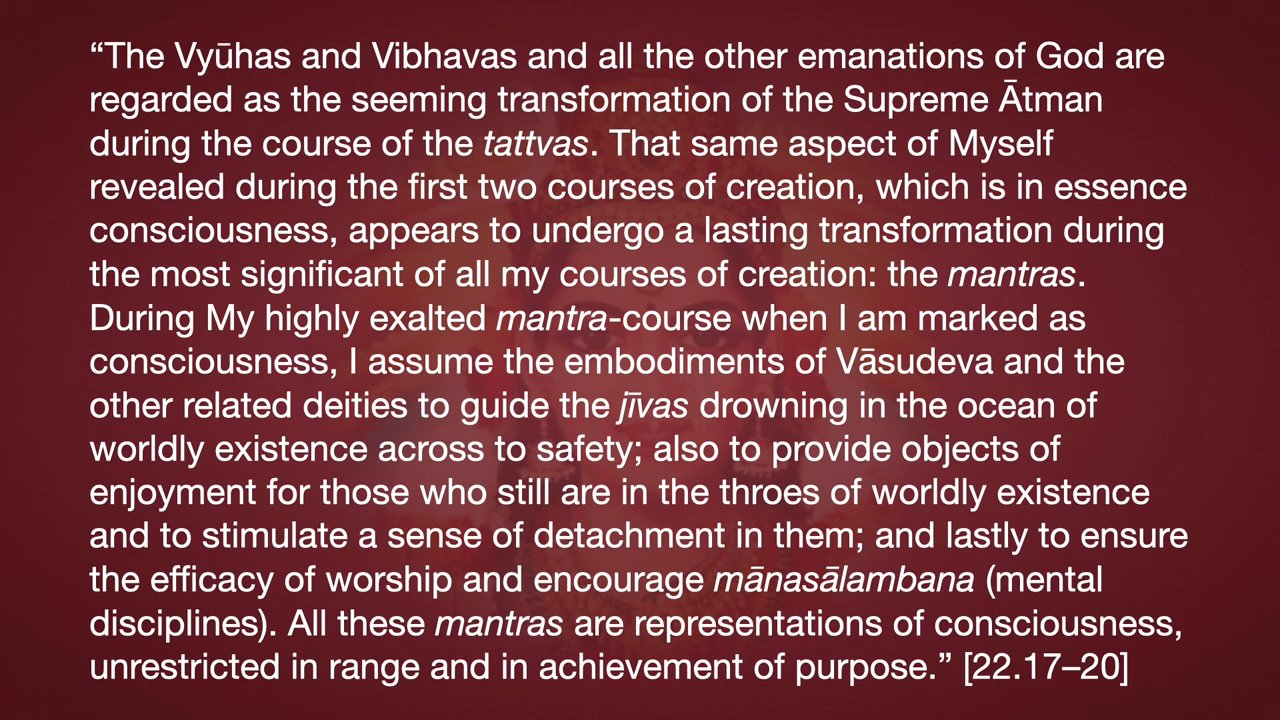 “The Vyūhas and Vibhavas and all the other emanations of God are
regarded as the seeming transformation of the Supreme Ātman
during the course of the tattvas. That same aspect of Myself
revealed during the first two courses of creation, which is in essence
consciousness, appears to undergo a lasting transformation during
the most significant of all my courses of creation: the mantras.
During My highly exalted mantra-course when I am marked as
consciousness, I assume the embodiments of Vāsudeva and the
other related deities to guide the jīvas drowning in the ocean of
worldly existence across to safety; also to provide objects of
enjoyment for those who still are in the throes of worldly existence
and to stimulate a sense of detachment in them; and lastly to ensure
the efficacy of worship and encourage mānasālambana (mental
disciplines). All these mantras are representations of consciousness,
unrestricted in range and in achievement of purpose.” [22.17–20]